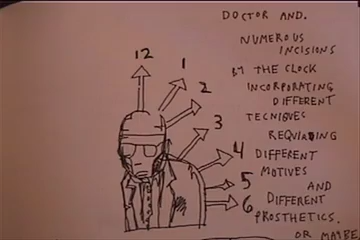 DOCTOR AND.
NUMEROUS
INCISIONS
BY THE CLOCK
INCORPORATING
DIFFERENT
TECNIQUES
REQUIRING
DIFFERENT
MOTIVES
AND
DIFFERENT
PROSTHETICS.
OR MAYBE
12
1
2
3
4
5
6